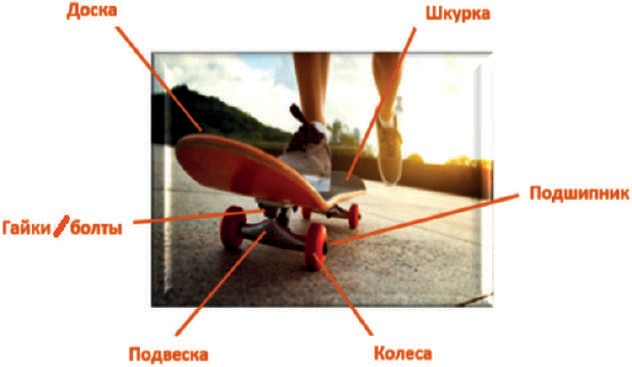 Доска
Шкурка
Подшипник
Гайки/болты
Подвеска
Колеса